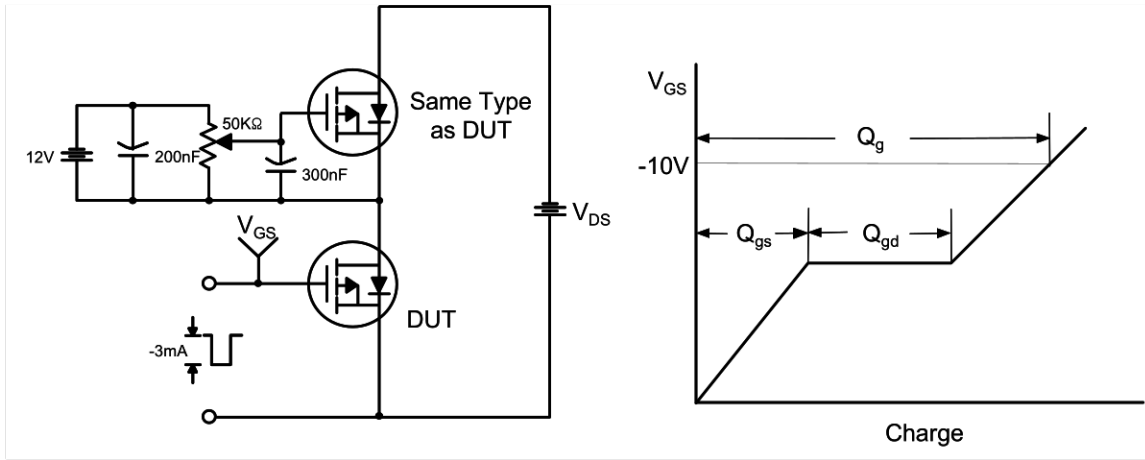 12V
200nF
50KΩ
300nF
Same Type
as DUT
V_DS
V_GS
DUT
-3mA
V_GS
-10V
Q_g
Q_gs
Q_gd
Charge